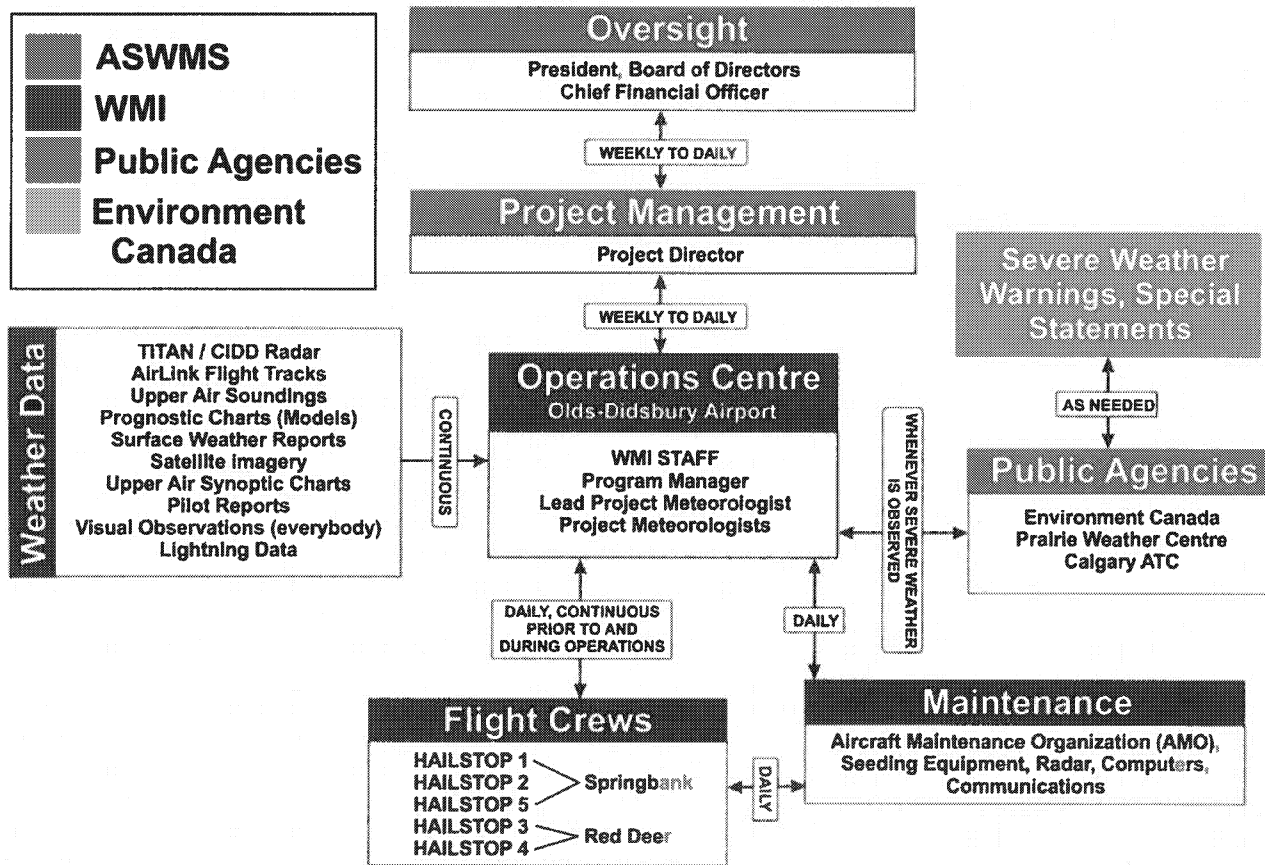 ASWMS
WMI
Public Agencies
Environment
Canada
Oversight
President, Board of Directors
Chief Financial Officer
WEEKLY TO DAILY
Project Management
Project Director
WEEKLY TO DAILY
Severe Weather
Warnings, Special
Statements
AS NEEDED
Public Agencies
Environment Canada
Prairie Weather Centre
Calgary ATC
Weather Data
TITAN / CIDD Radar
AirLink Flight Tracks
Upper Air Soundings
Prognostic Charts (Models)
Surface Weather Reports
Satellite Imagery
Upper Air Synoptic Charts
Pilot Reports
Visual Observations (everybody)
Lightning Data
CONTINUOUS
Operations Centre
Olds-Didsbury Airport
WMI STAFF
Program Manager
Lead Project Meteorologist
Project Meteorologists
WHENEVER SEVERE WEATHER
IS OBSERVED
DAILY, CONTINUOUS
PRIOR TO AND
DURING OPERATIONS
DAILY
Flight Crews
HAILSTOP 1
HAILSTOP 2
HAILSTOP 5
Springbank
HAILSTOP 3
HAILSTOP 4
Red Deer
DAILY
Maintenance
Aircraft Maintenance Organization (AMO),
Seeding Equipment, Radar, Computers,
Communications